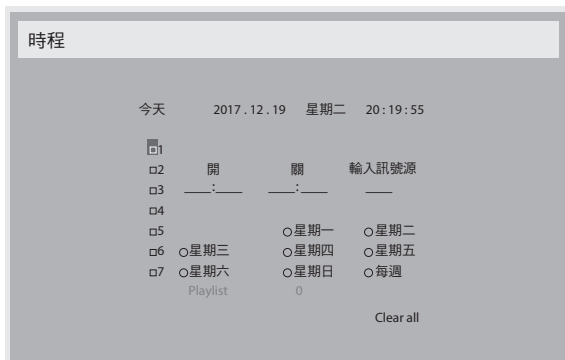 時程
今天 2017 . 12 . 19 星期二 20 : 19 : 55
1
2 開 關 輸入訊號源
3 ____:____ ____:____ ____
4
5 星期一 星期二
6 星期三 星期四 星期五
7 星期六 星期日 每週
Playlist 0
Clear all